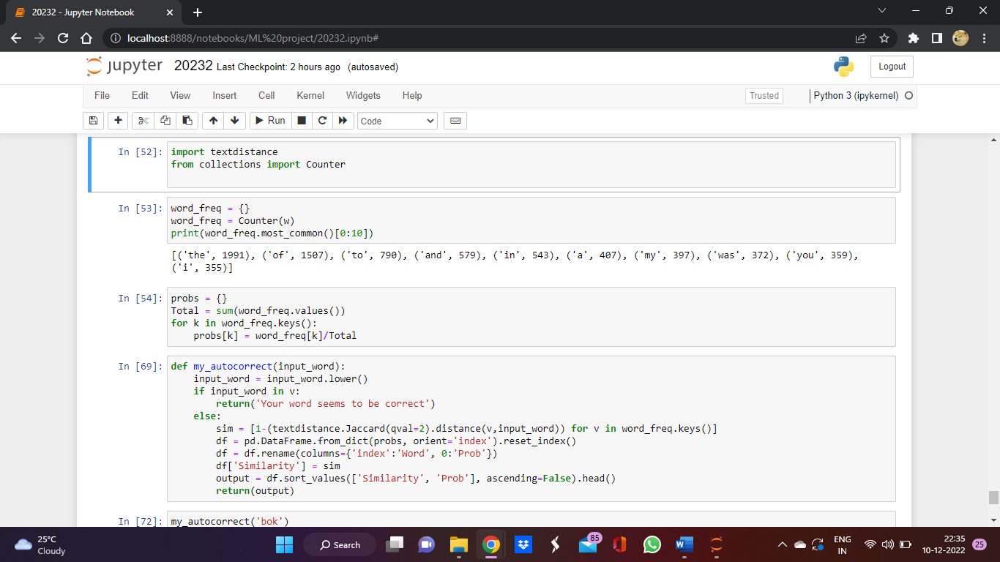 20232 - Jupyter Notebook
localhost:8888/notebooks/ML%20project/20232.ipynb#
jupyter 20232 Last Checkpoint: 2 hours ago (autosaved)
Logout
File Edit View Insert Cell Kernel Widgets Help
Trusted
Python 3 (ipykernel)
Run
Code
In [52]: import textdistance
from collections import Counter
In [53]: word_freq = {}
word_freq = Counter(w)
print(word_freq.most_common()[0:10])
[('the', 1991), ('of', 1507), ('to', 790), ('and', 579), ('in', 543), ('a', 407), ('my', 397), ('was', 372), ('you', 359),
('i', 355)]
In [54]: probs = {}
Total = sum(word_freq.values())
for k in word_freq.keys():
    probs[k] = word_freq[k]/Total
In [69]: def my_autocorrect(input_word):
    input_word = input_word.lower()
    if input_word in v:
        return('Your word seems to be correct')
    else:
        sim = [1-(textdistance.Jaccard(qval=2).distance(v,input_word)) for v in word_freq.keys()]
        df = pd.DataFrame.from_dict(probs, orient='index').reset_index()
        df = df.rename(columns={'index':'Word', 0:'Prob'})
        df['Similarity'] = sim
        output = df.sort_values(['Similarity', 'Prob'], ascending=False).head()
        return(output)
In [72]: my_autocorrect('bok')
25°C
Cloudy
Search
85
ENG
IN
22:35
10-12-2022
25